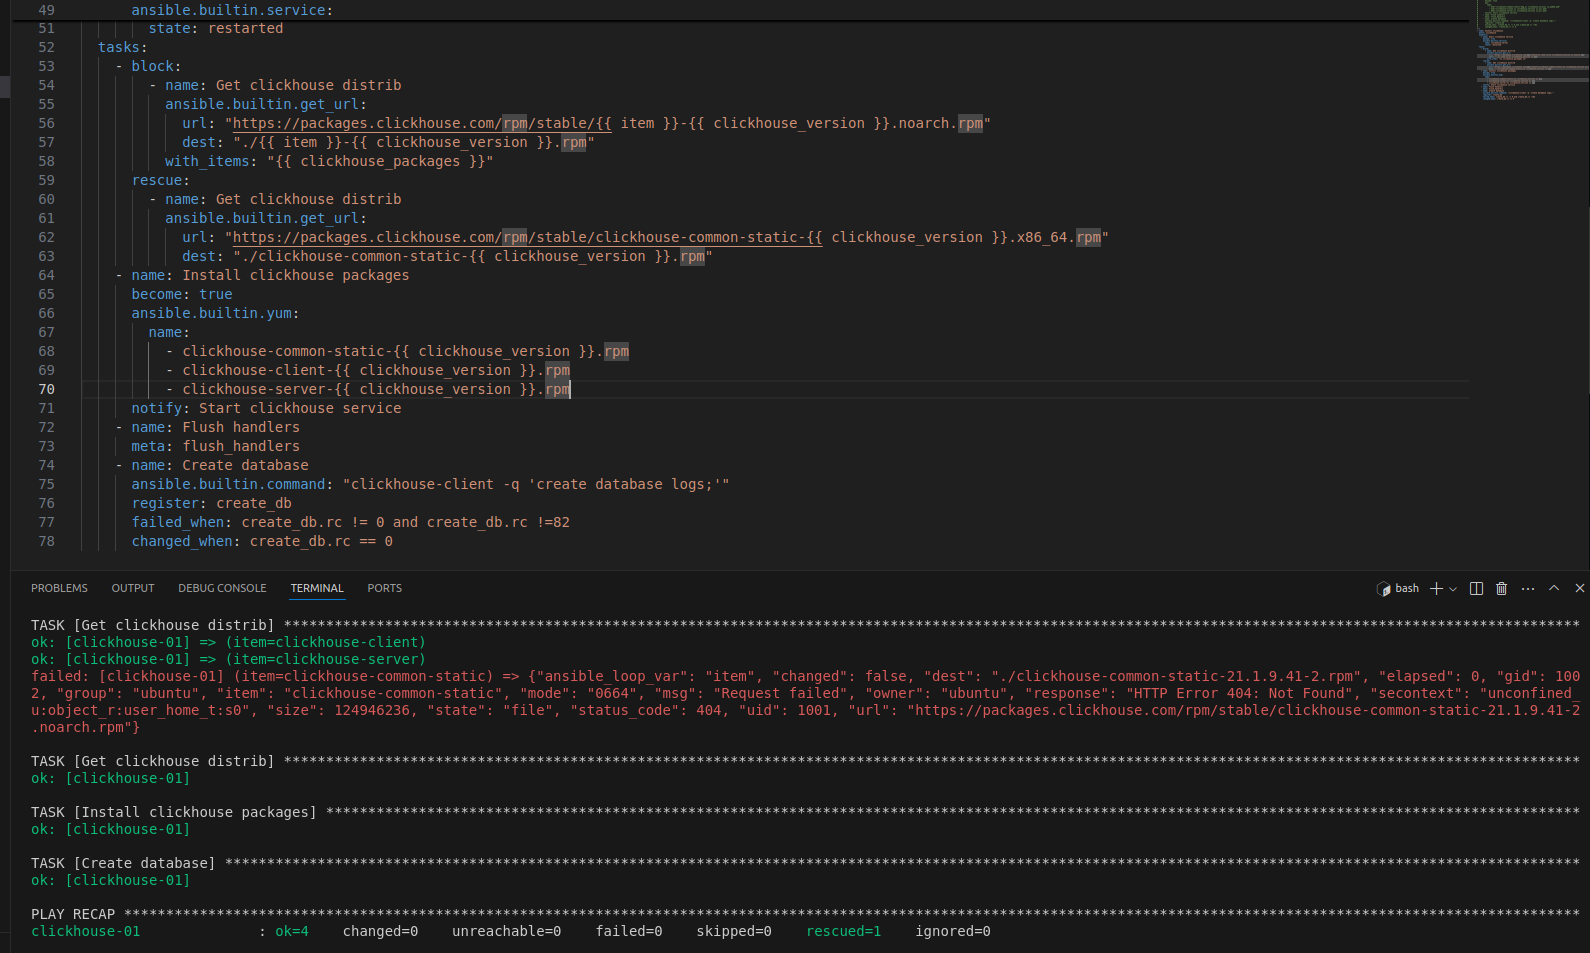 49 ansible.builtin.service:
51 state: restarted
52 tasks:
53 - block:
54 - name: Get clickhouse distrib
55 ansible.builtin.get_url:
56 url: "https://packages.clickhouse.com/rpm/stable/{{ item }}-{{ clickhouse_version }}.noarch.rpm"
57 dest: "./{{ item }}-{{ clickhouse_version }}.rpm"
58 with_items: "{{ clickhouse_packages }}"
59 rescue:
60 - name: Get clickhouse distrib
61 ansible.builtin.get_url:
62 url: "https://packages.clickhouse.com/rpm/stable/clickhouse-common-static-{{ clickhouse_version }}.x86_64.rpm"
63 dest: "./clickhouse-common-static-{{ clickhouse_version }}.rpm"
64 - name: Install clickhouse packages
65 become: true
66 ansible.builtin.yum:
67 name:
68 - clickhouse-common-static-{{ clickhouse_version }}.rpm
69 - clickhouse-client-{{ clickhouse_version }}.rpm
70 - clickhouse-server-{{ clickhouse_version }}.rpm
71 notify: Start clickhouse service
72 - name: Flush handlers
73 meta: flush_handlers
74 - name: Create database
75 ansible.builtin.command: "clickhouse-client -q 'create database logs;'"
76 register: create_db
77 failed_when: create_db.rc != 0 and create_db.rc !=82
78 changed_when: create_db.rc == 0
PROBLEMS OUTPUT DEBUG CONSOLE TERMINAL PORTS bash
TASK [Get clickhouse distrib] **********************************************************************************************************************************************************
ok: [clickhouse-01] => (item=clickhouse-client)
ok: [clickhouse-01] => (item=clickhouse-server)
failed: [clickhouse-01] (item=clickhouse-common-static) => {"ansible_loop_var": "item", "changed": false, "dest": "./clickhouse-common-static-21.1.9.41-2.rpm", "elapsed": 0, "gid": 100
2, "group": "ubuntu", "item": "clickhouse-common-static", "mode": "0664", "msg": "Request failed", "owner": "ubuntu", "response": "HTTP Error 404: Not Found", "secontext": "unconfined_
u:object_r:user_home_t:s0", "size": 124946236, "state": "file", "status_code": 404, "uid": 1001, "url": "https://packages.clickhouse.com/rpm/stable/clickhouse-common-static-21.1.9.41-2
.noarch.rpm"}
TASK [Get clickhouse distrib] **********************************************************************************************************************************************************
ok: [clickhouse-01]
TASK [Install clickhouse packages] *****************************************************************************************************************************************************
ok: [clickhouse-01]
TASK [Create database] *****************************************************************************************************************************************************************
ok: [clickhouse-01]
PLAY RECAP *****************************************************************************************************************************************************************************
clickhouse-01 : ok=4 changed=0 unreachable=0 failed=0 skipped=0 rescued=1 ignored=0